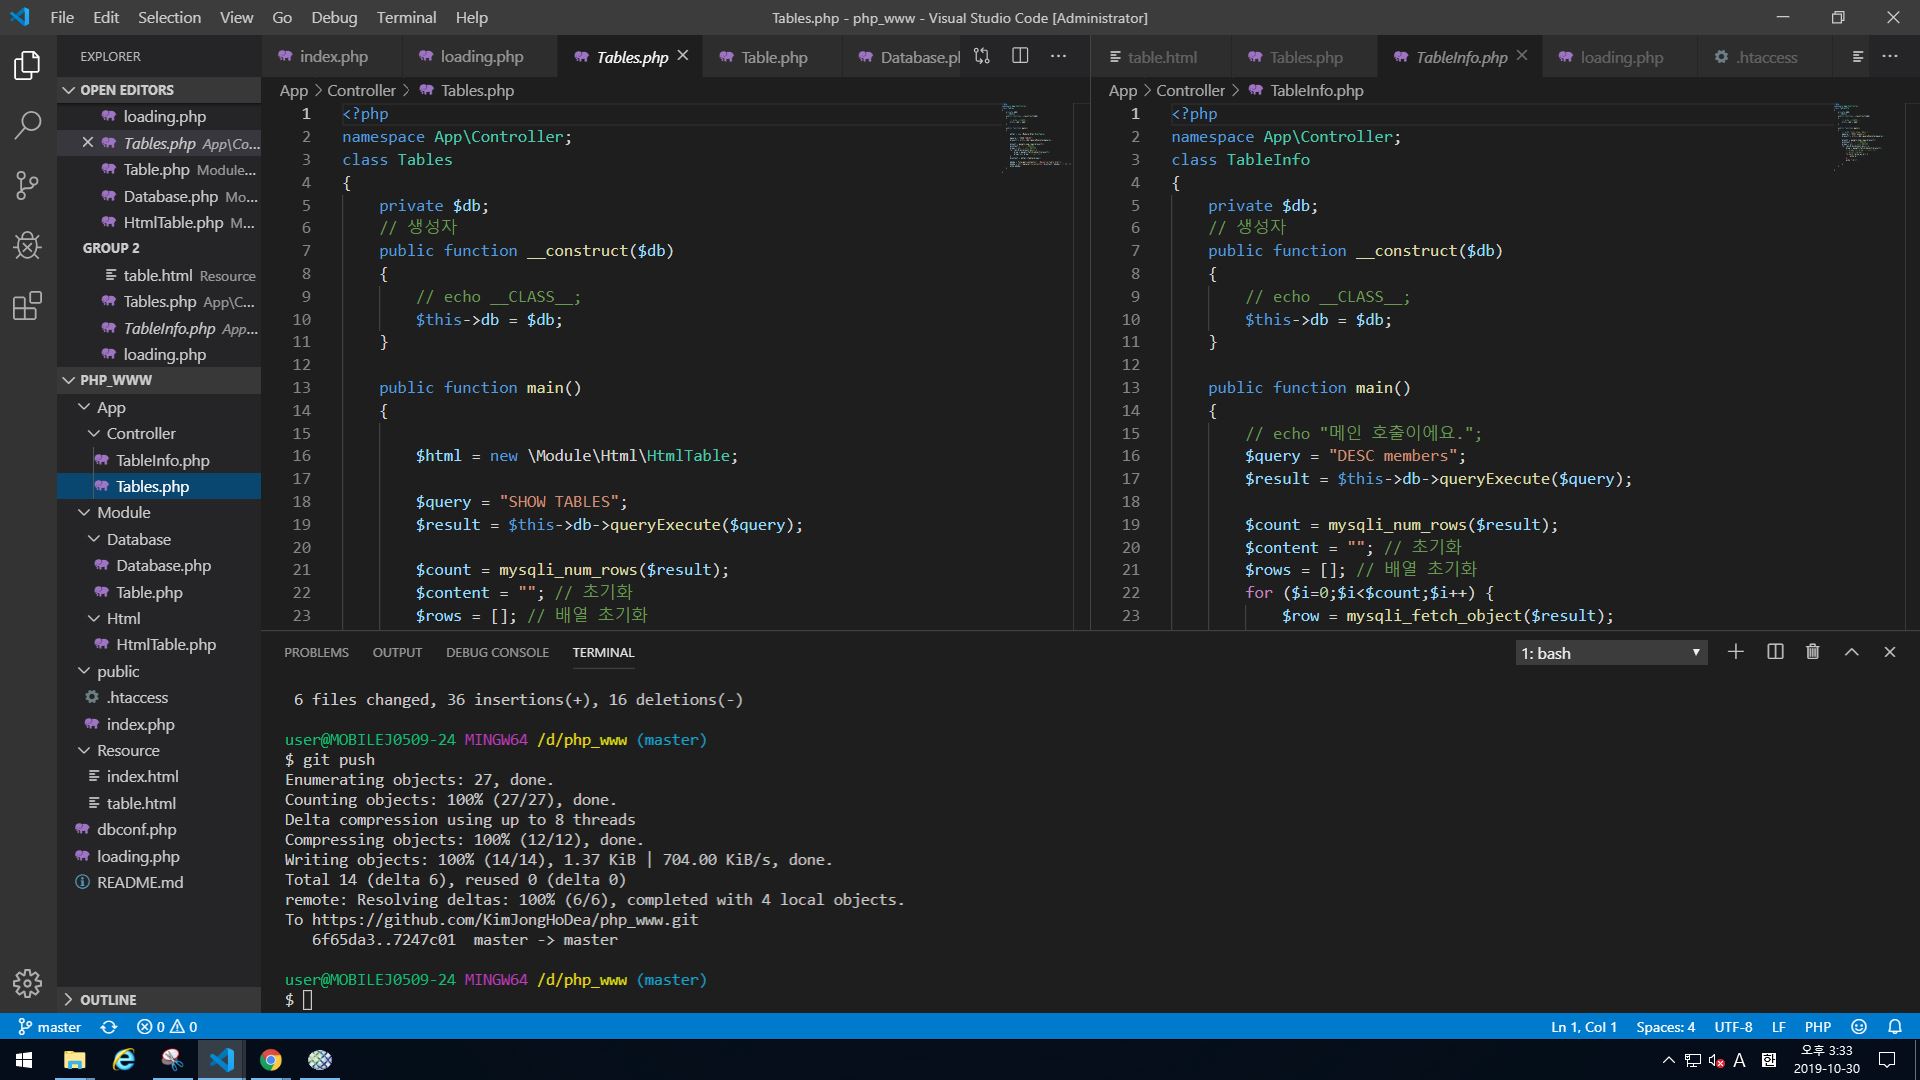 File Edit Selection View Go Debug Terminal Help
Tables.php - php_www - Visual Studio Code [Administrator]
EXPLORER
OPEN EDITORS
loading.php
Tables.php App\Co...
Table.php Module...
Database.php Mo...
HtmlTable.php M...
GROUP 2
table.html Resource
Tables.php App\C...
TableInfo.php App...
loading.php
PHP_WWW
App
Controller
TableInfo.php
Tables.php
Module
Database
Database.php
Table.php
Html
HtmlTable.php
public
.htaccess
index.php
Resource
index.html
table.html
dbconf.php
loading.php
README.md
OUTLINE
index.php loading.php Tables.php Table.php Database.pl
App > Controller > Tables.php
1 <?php
2 namespace App\Controller;
3 class Tables
4 {
5 private $db;
6 // 생성자
7 public function __construct($db)
8 {
9 // echo __CLASS__;
10 $this->db = $db;
11 }
12
13 public function main()
14 {
15
16 $html = new \Module\Html\HtmlTable;
17
18 $query = "SHOW TABLES";
19 $result = $this->db->queryExecute($query);
20
21 $count = mysqli_num_rows($result);
22 $content = ""; // 초기화
23 $rows = []; // 배열 초기화
table.html Tables.php TableInfo.php loading.php .htaccess
App > Controller > TableInfo.php
1 <?php
2 namespace App\Controller;
3 class TableInfo
4 {
5 private $db;
6 // 생성자
7 public function __construct($db)
8 {
9 // echo __CLASS__;
10 $this->db = $db;
11 }
12
13 public function main()
14 {
15 // echo "메인 호출이에요.";
16 $query = "DESC members";
17 $result = $this->db->queryExecute($query);
18
19 $count = mysqli_num_rows($result);
20 $content = ""; // 초기화
21 $rows = []; // 배열 초기화
22 for ($i=0;$i<$count;$i++) {
23 $row = mysqli_fetch_object($result);
PROBLEMS OUTPUT DEBUG CONSOLE TERMINAL
1: bash
6 files changed, 36 insertions(+), 16 deletions(-)
user@MOBILEJ0509-24 MINGW64 /d/php_www (master)
$ git push
Enumerating objects: 27, done.
Counting objects: 100% (27/27), done.
Delta compression using up to 8 threads
Compressing objects: 100% (12/12), done.
Writing objects: 100% (14/14), 1.37 KiB | 704.00 KiB/s, done.
Total 14 (delta 6), reused 0 (delta 0)
remote: Resolving deltas: 100% (6/6), completed with 4 local objects.
To https://github.com/KimJongHoDea/php_www.git
6f65da3..7247c01 master -> master
user@MOBILEJ0509-24 MINGW64 /d/php_www (master)
$
master 0 0
Ln 1, Col 1 Spaces: 4 UTF-8 LF PHP
A 한 오후 3:33
2019-10-30